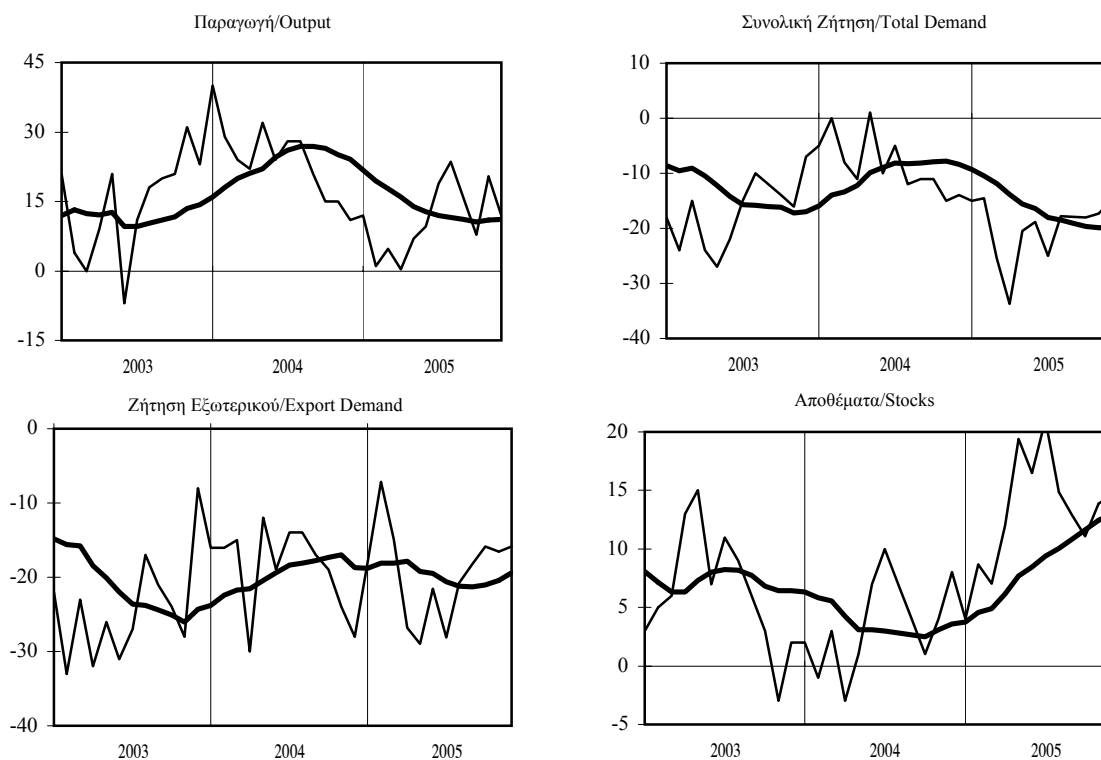 Παραγωγή/Output
45
30
15
0
-15
2003 2004 2005
Συνολική Ζήτηση/Total Demand
10
0
-10
-20
-30
-40
2003 2004 2005
Ζήτηση Εξωτερικού/Export Demand
0
-10
-20
-30
-40
2003 2004 2005
Αποθέματα/Stocks
20
15
10
5
0
-5
2003 2004 2005